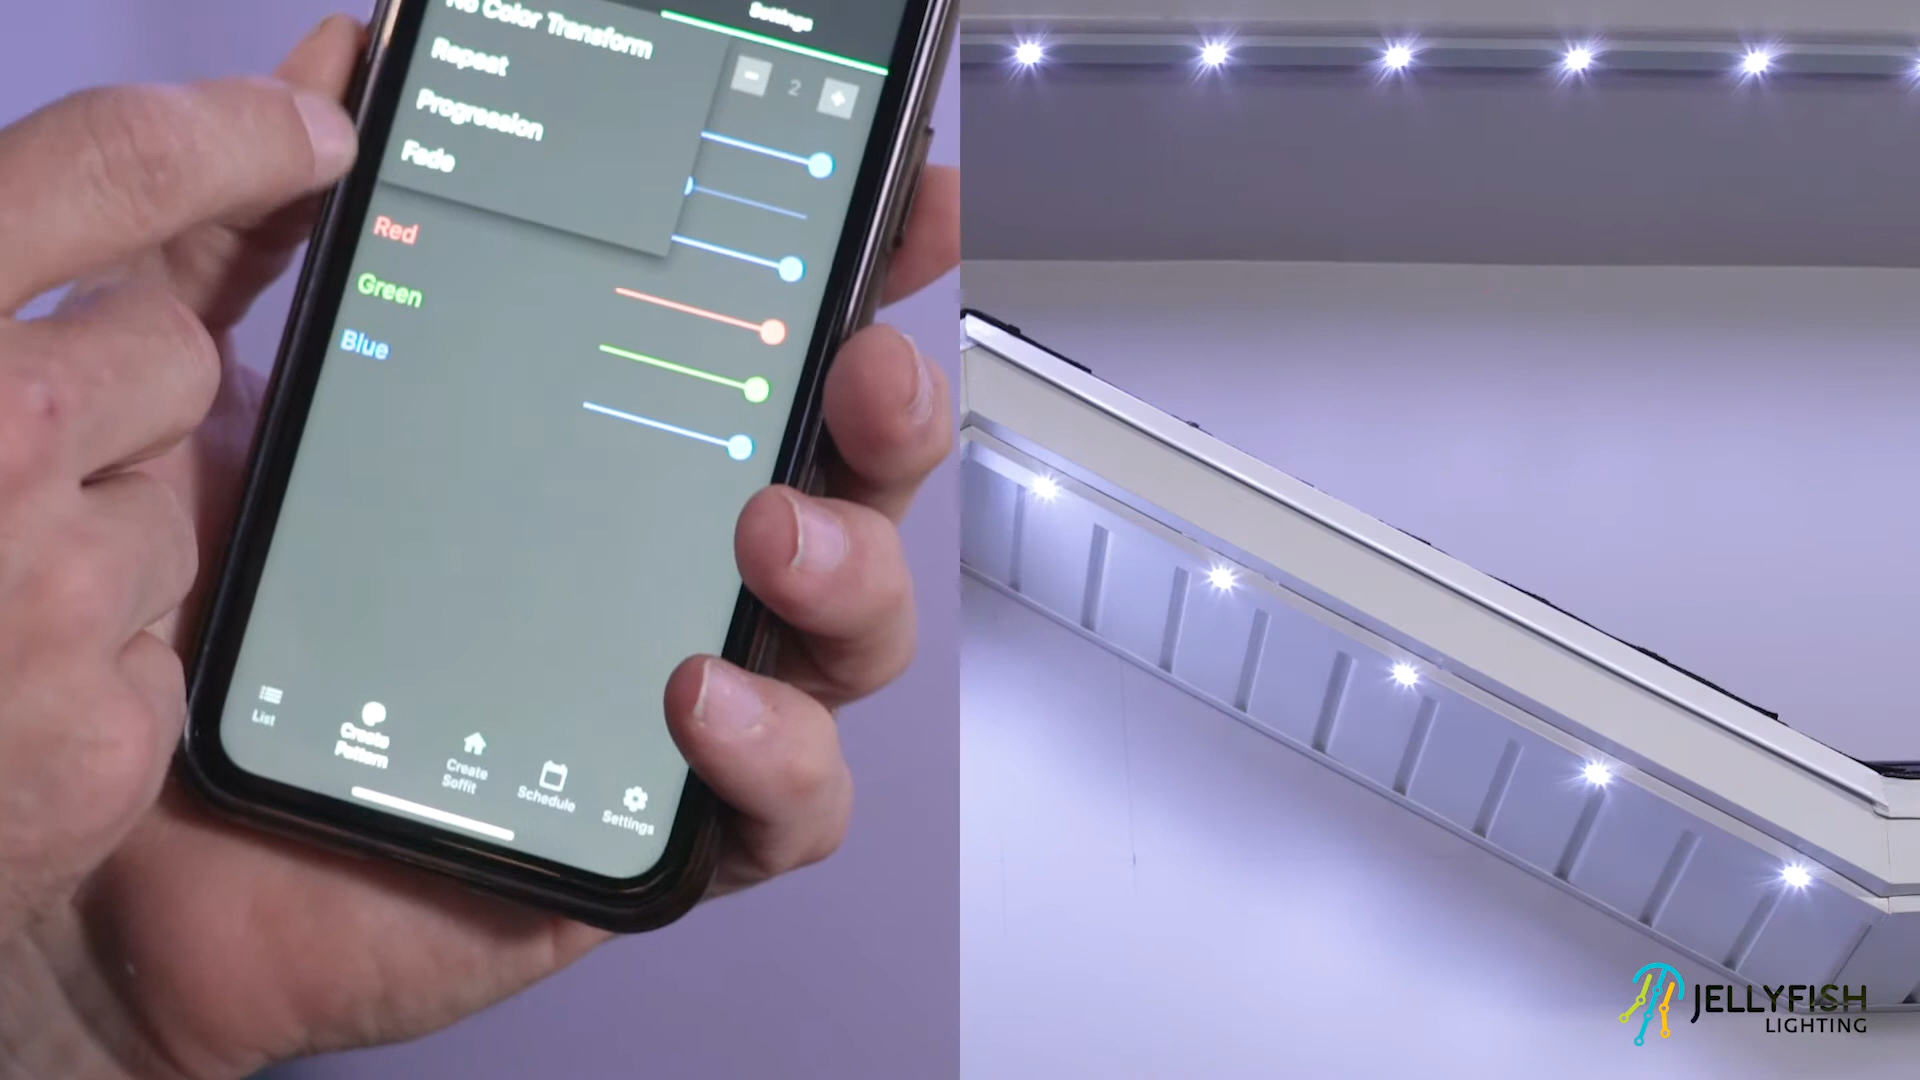 No Color Transform
Repeat
Progression
Fade
Settings
2
Red
Green
Blue
List
Create
Pattern
Create
Soffit
Schedule
Settings
JELLYFISH
LIGHTING